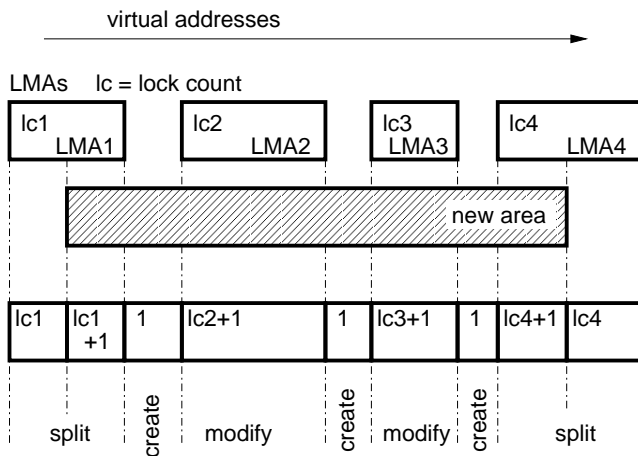 virtual addresses
LMAs lc = lock count
lc1 lc2 lc3 lc4
LMA1 LMA2 LMA3 LMA4
new area
lc1 lc1 1 lc2+1 1 lc3+1 1 lc4+1 lc4
+1
split create modify create modify create split